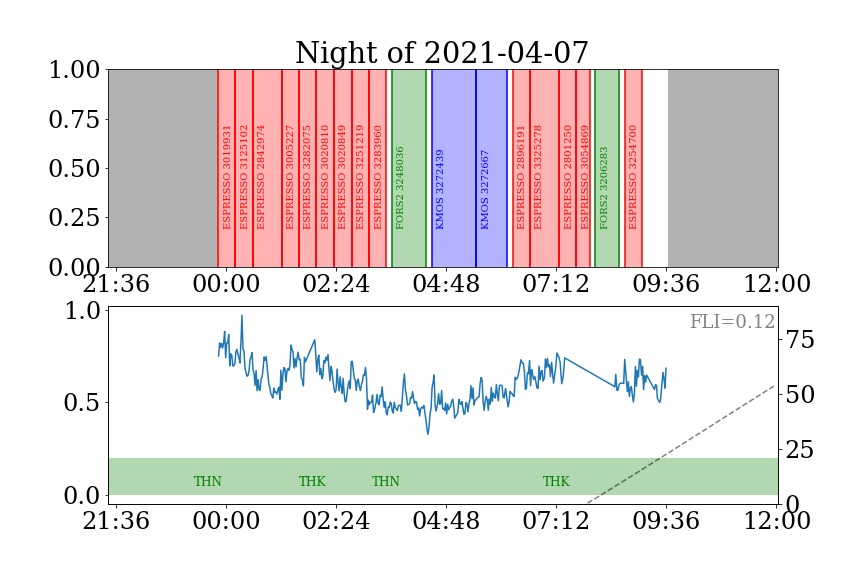 Night of 2021-04-07
1.00
0.75
0.50
0.25
0.00
ESPRESSO 3019931
ESPRESSO 3125102
ESPRESSO 2842974
ESPRESSO 3005227
ESPRESSO 3282075
ESPRESSO 3020810
ESPRESSO 3020849
ESPRESSO 3251219
ESPRESSO 3283960
FORS2 3248036
KMOS 3272439
KMOS 3272667
ESPRESSO 2896191
ESPRESSO 3325278
ESPRESSO 2801250
ESPRESSO 3054869
FORS2 3206283
ESPRESSO 3254700
21:36 00:00 02:24 04:48 07:12 09:36 12:00
1.0
0.5
0.0
FLI=0.12
75
50
25
0
THN THK THN THK
21:36 00:00 02:24 04:48 07:12 09:36 12:00